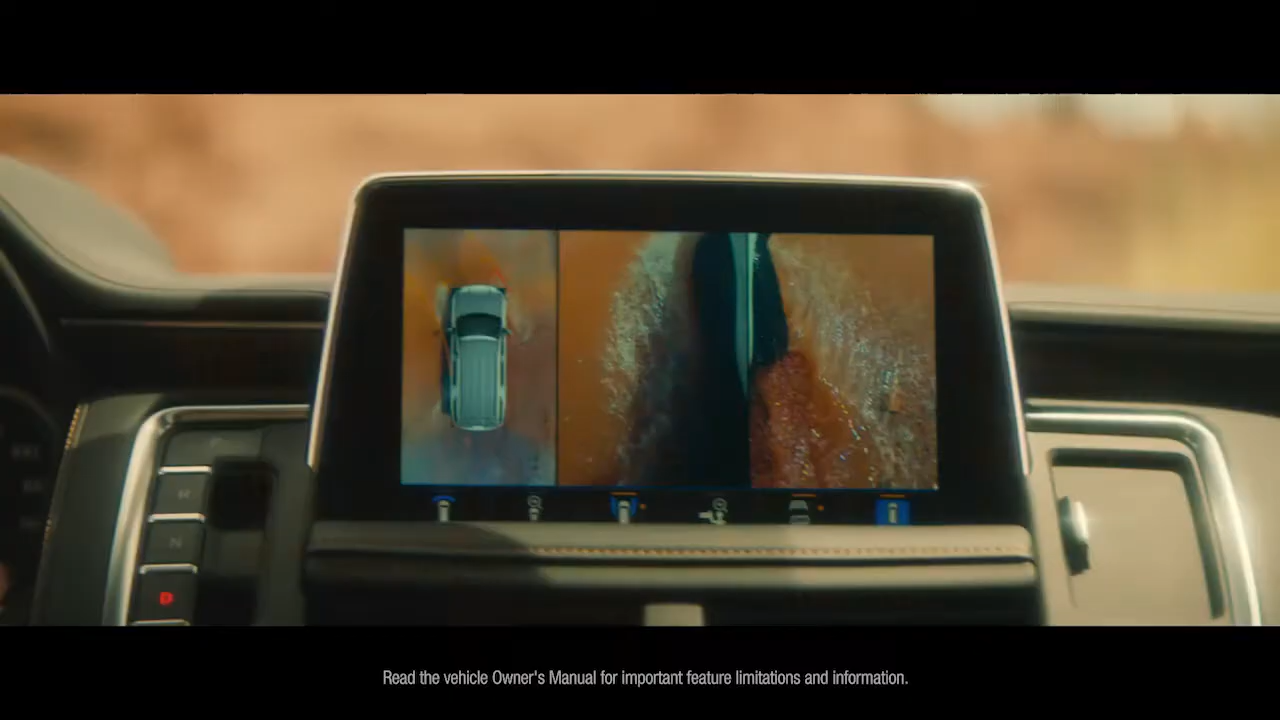 R
N
D
Read the vehicle Owner's Manual for important feature limitations and information.